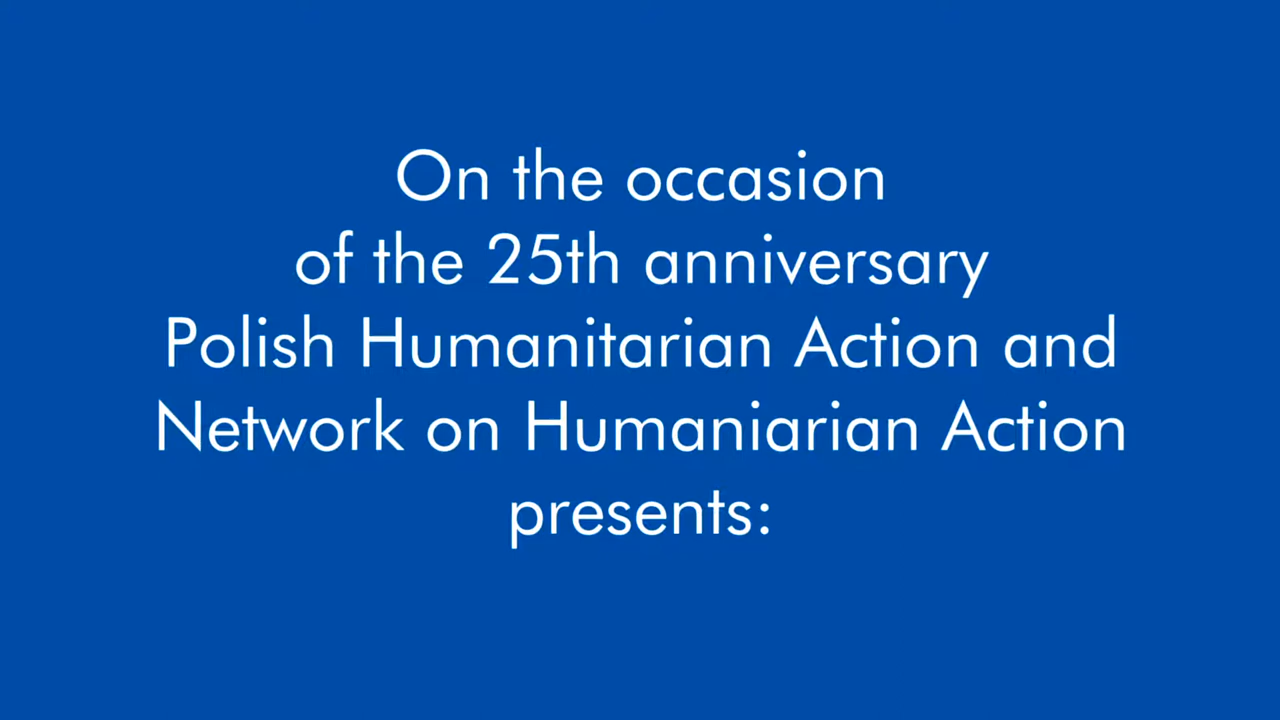 On the occasion
of the 25th anniversary
Polish Humanitarian Action and
Network on Humaniarian Action
presents: